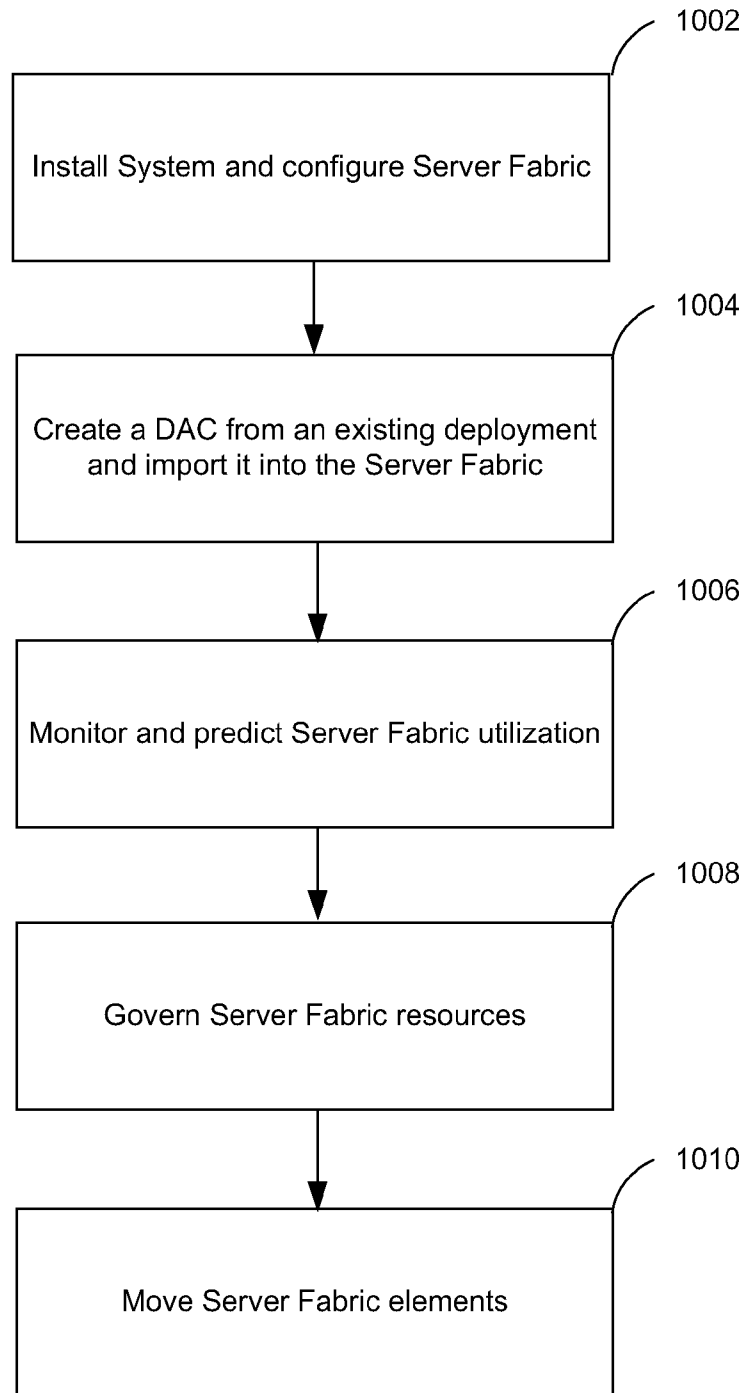 1002
Install System and configure Server Fabric
1004
Create a DAC from an existing deployment
and import it into the Server Fabric
1006
Monitor and predict Server Fabric utilization
1008
Govern Server Fabric resources
1010
Move Server Fabric elements